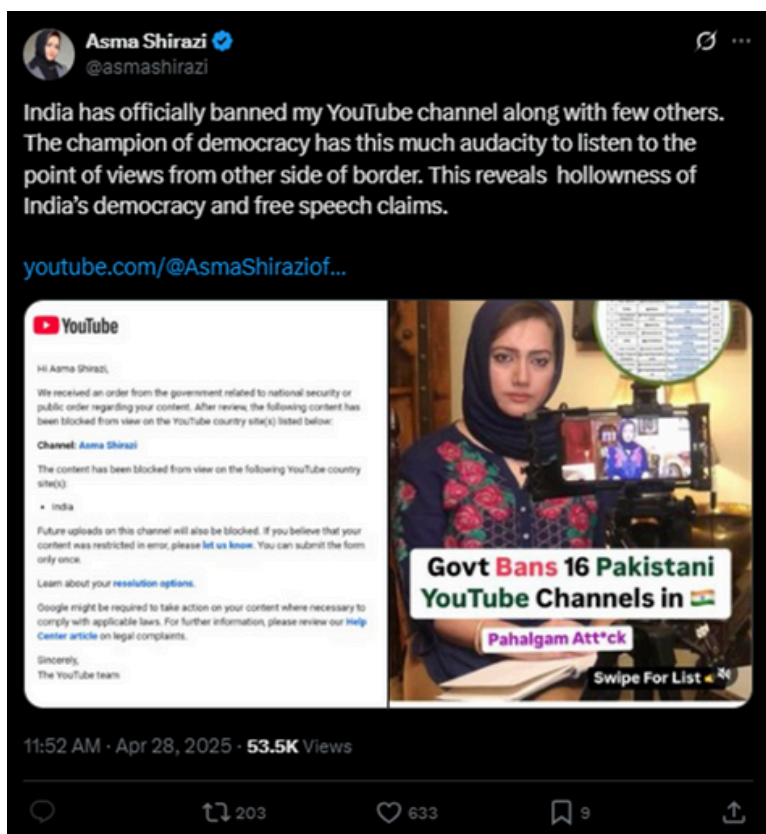 Asma Shirazi
@asmashirazi
India has officially banned my YouTube channel along with few others.
The champion of democracy has this much audacity to listen to the
point of views from other side of border. This reveals hollowness of
India's democracy and free speech claims.
youtube.com/@AsmaShiraziof...
YouTube
Hi Asma Shirazi,
We received an order from the government related to national security or
public order regarding your content. After review, the following content has
been blocked from view on the YouTube country site(s) listed below:
Channel: Asma Shirazi
The content has been blocked from view on the following YouTube country
site(s):
• India
Future uploads on this channel will also be blocked. If you believe that your
content was restricted in error, please let us know. You can submit the form
only once.
Learn about your resolution options.
Google might be required to take action on your content where necessary to
comply with applicable laws. For further information, please review our Help
Center article on legal complaints.
Sincerely,
The YouTube team
Govt Bans 16 Pakistani
YouTube Channels in 🇮🇳
Pahalgam Att*ck
Swipe For List
11:52 AM · Apr 28, 2025 · 53.5K Views
203 633 9